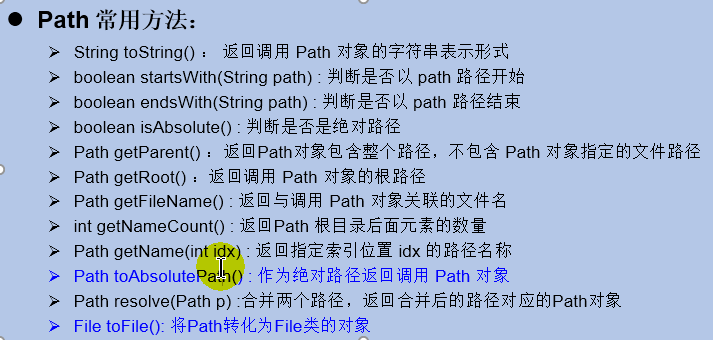 Path 常用方法：
String toString() ： 返回调用 Path 对象的字符串表示形式
boolean startsWith(String path) : 判断是否以 path 路径开始
boolean endsWith(String path) : 判断是否以 path 路径结束
boolean isAbsolute() : 判断是否是绝对路径
Path getParent() ：返回Path对象包含整个路径，不包含 Path 对象指定的文件路径
Path getRoot() ：返回调用 Path 对象的根路径
Path getFileName() : 返回与调用 Path 对象关联的文件名
int getNameCount() : 返回Path 根目录后面元素的数量
Path getName(int idx) : 返回指定索引位置 idx 的路径名称
Path toAbsolutePath() : 作为绝对路径返回调用 Path 对象
Path resolve(Path p) :合并两个路径，返回合并后的路径对应的Path对象
File toFile(): 将Path转化为File类的对象